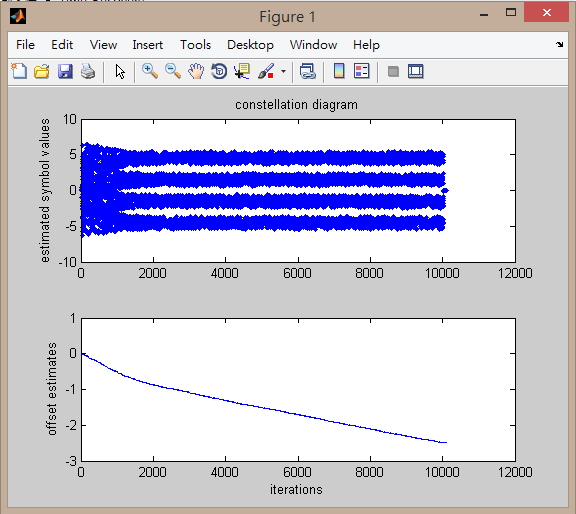 Figure 1
File Edit View Insert Tools Desktop Window Help
constellation diagram
estimated symbol values
10
5
0
-5
-10
0 2000 4000 6000 8000 10000 12000
offset estimates
1
0
-1
-2
-3
0 2000 4000 6000 8000 10000 12000
iterations